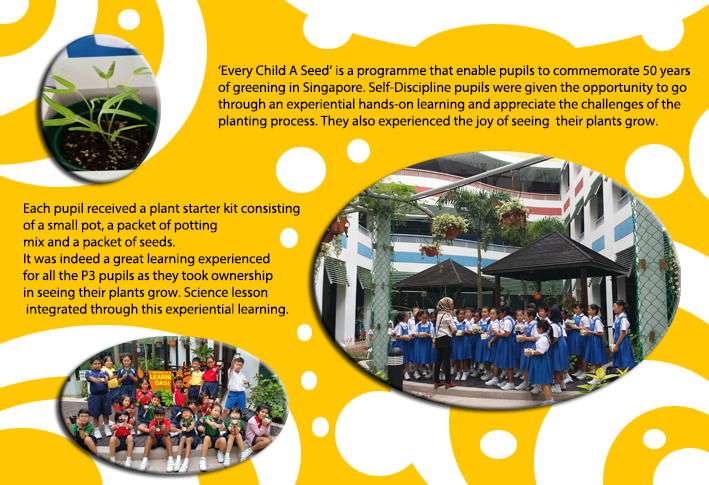 'Every Child A Seed' is a programme that enable pupils to commemorate 50 years
of greening in Singapore. Self-Discipline pupils were given the opportunity to go
through an experiential hands-on learning and appreciate the challenges of the
planting process. They also experienced the joy of seeing their plants grow.
Each pupil received a plant starter kit consisting
of a small pot, a packet of potting
mix and a packet of seeds.
It was indeed a great learning experienced
for all the P3 pupils as they took ownership
in seeing their plants grow. Science lesson
integrated through this experiential learning.